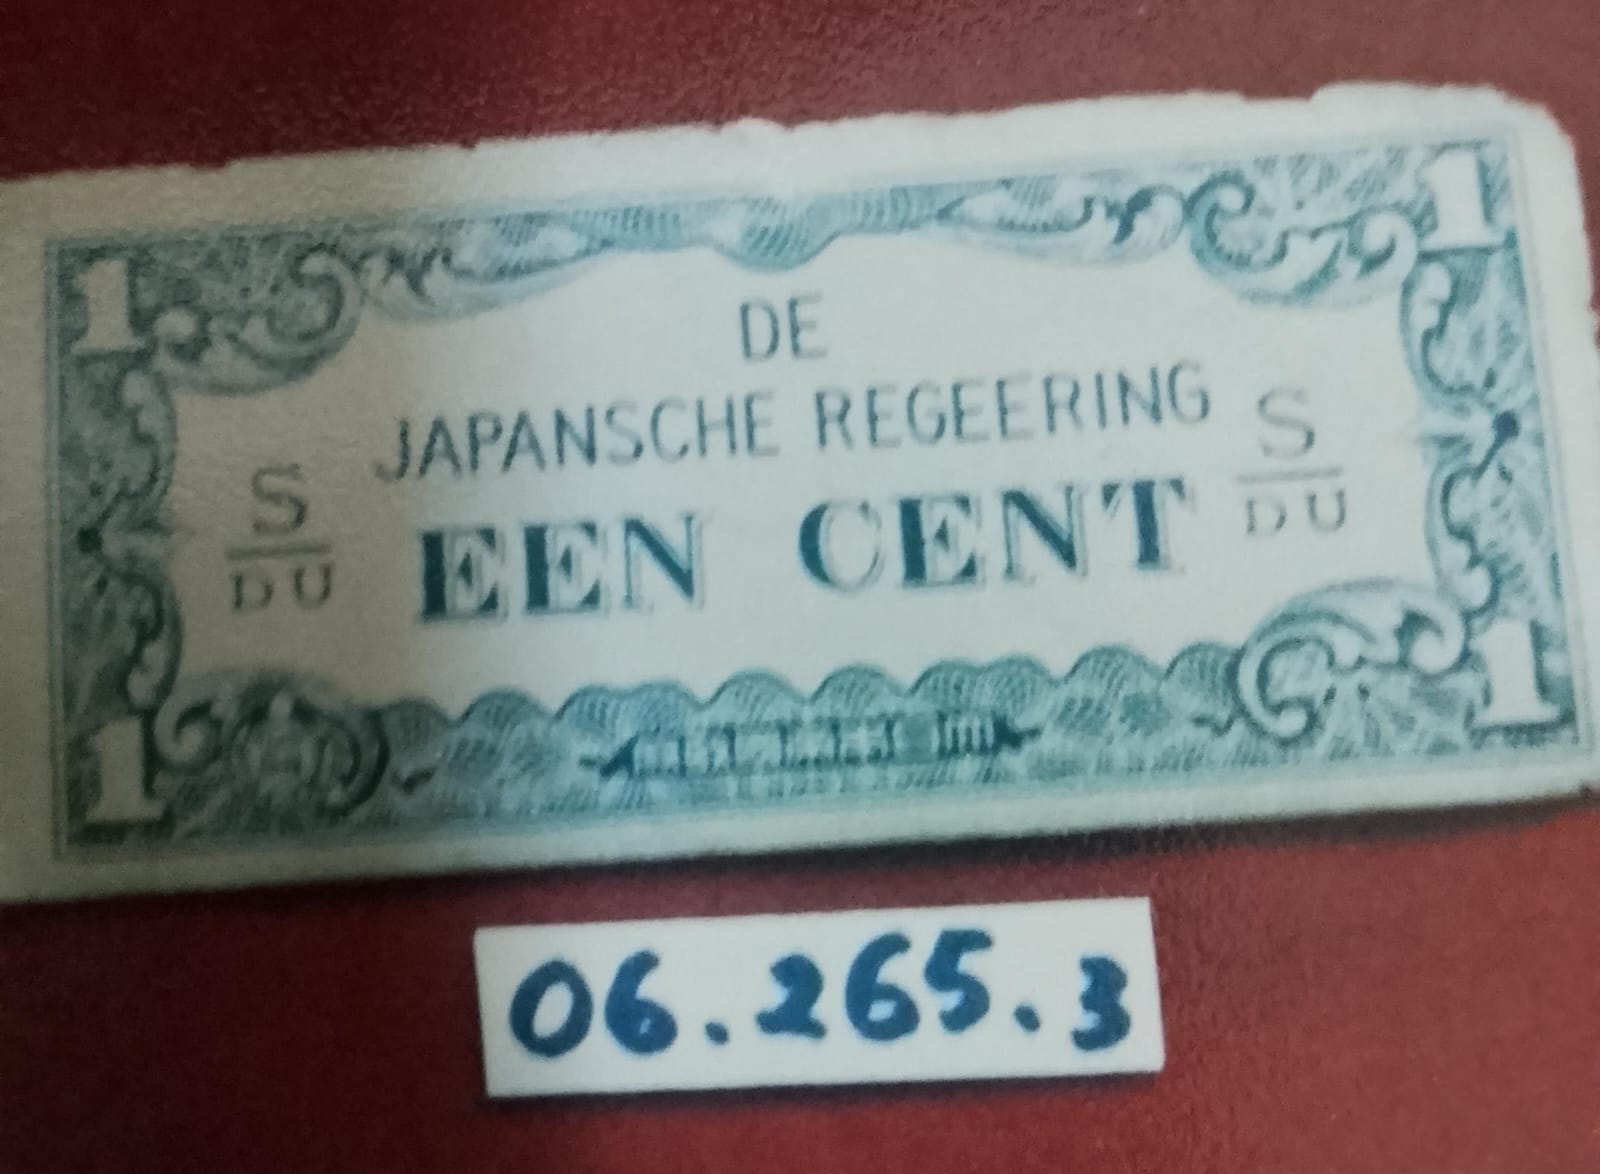 1
1
DE
JAPANSCHE REGEERING
S
DU
EEN CENT
S
DU
1
1
06.265.3